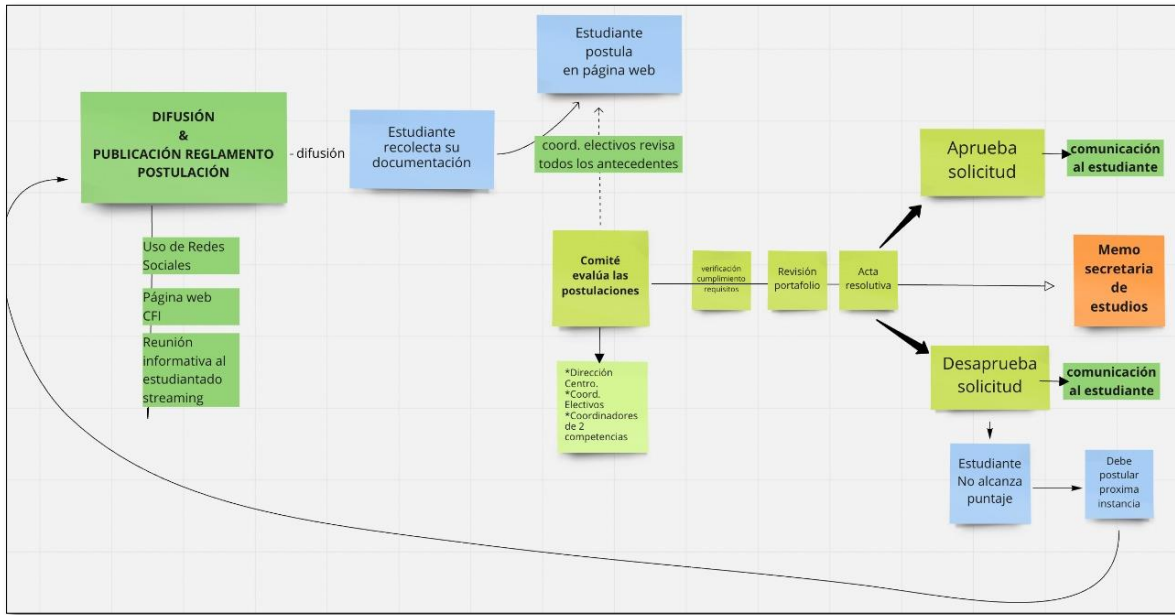 DIFUSIÓN
&
PUBLICACIÓN REGLAMENTO
POSTULACIÓN
- difusión
Uso de Redes
Sociales
Página web
CFI
Reunión
informativa al
estudiantado
streaming
Estudiante
recolecta su
documentación
Estudiante
postula
en página web
coord. electivos revisa
todos los antecedentes
Comité
evalúa las
postulaciones
*Dirección
Centro.
*Coord.
Electivos
*Coordinadores
de 2
competencias
verificación
cumplimiento
requisitos
Revisión
portafolio
Acta
resolutiva
Aprueba
solicitud
comunicación
al estudiante
Memo
secretaria
de
estudios
Desaprueba
solicitud
comunicación
al estudiante
Estudiante
No alcanza
puntaje
Debe
postular
proxima
instancia